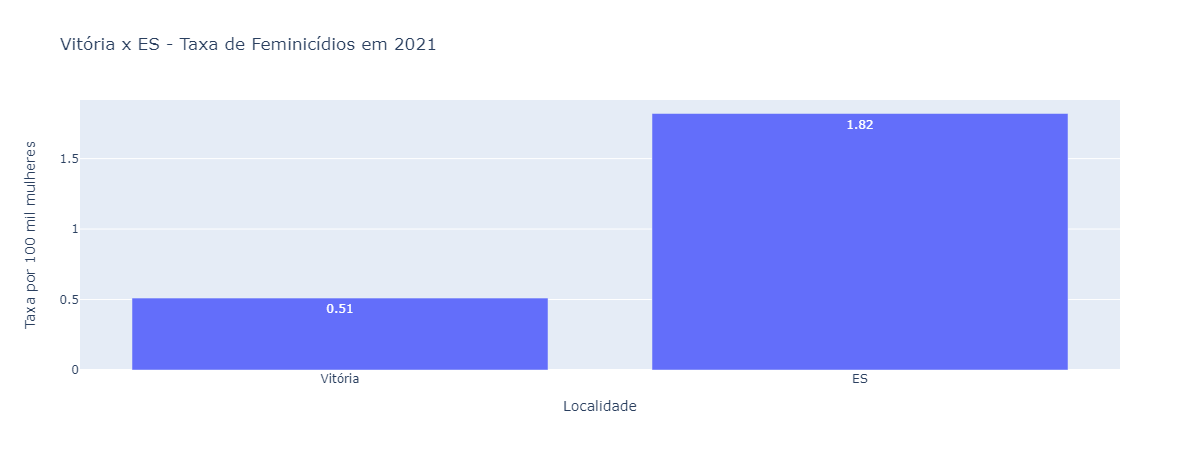 Vitória x ES - Taxa de Feminicídios em 2021
Taxa por 100 mil mulheres
1.5
1
0.5
0
0.51
1.82
Vitória
ES
Localidade